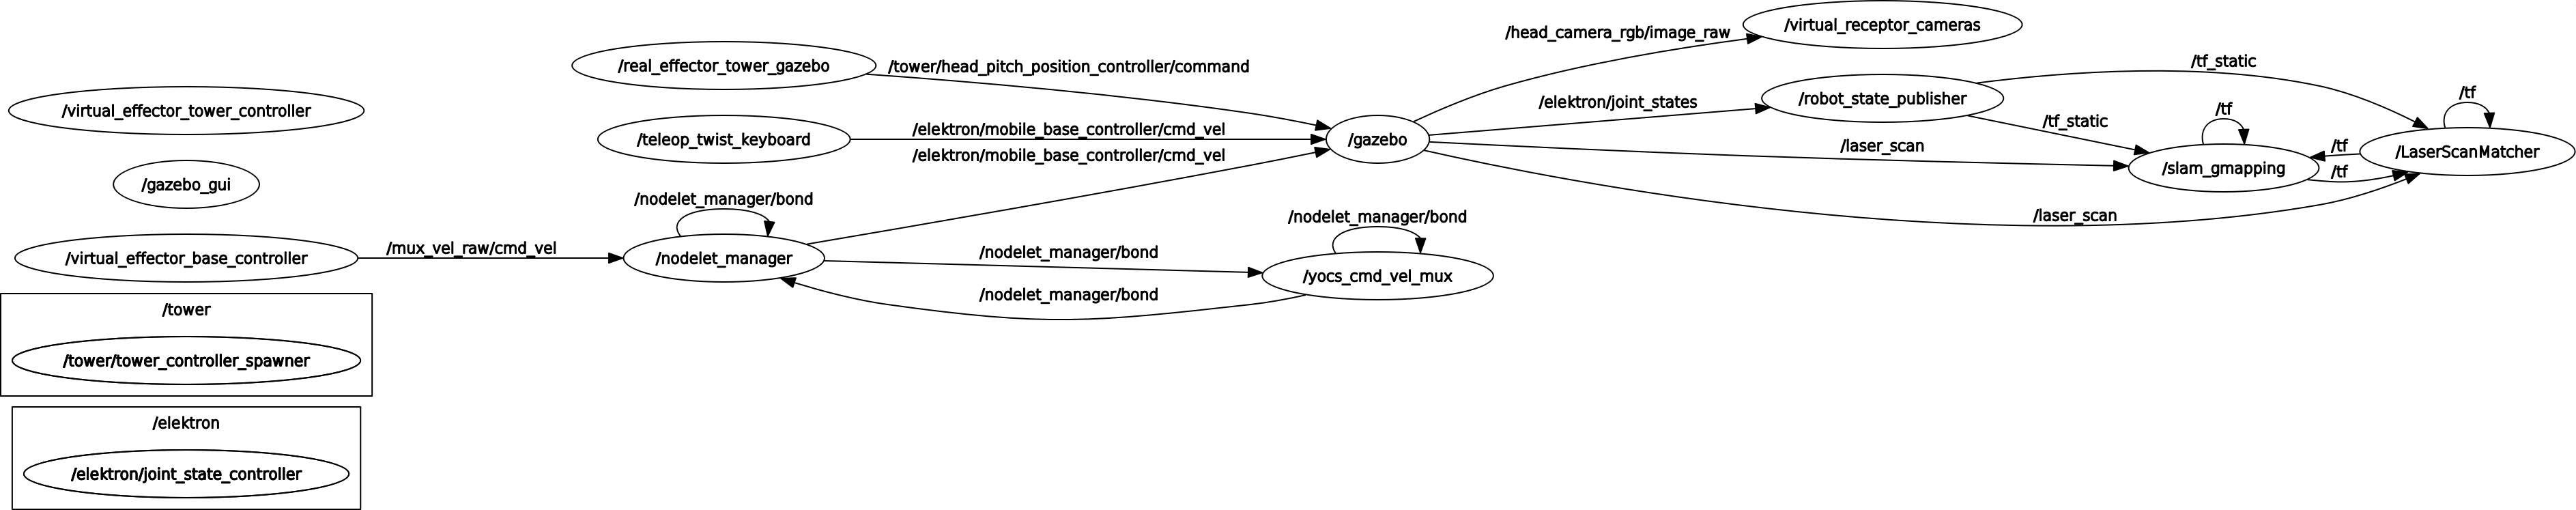 /virtual_effector_tower_controller
/gazebo_gui
/virtual_effector_base_controller
/mux_vel_raw/cmd_vel
/tower
/tower/tower_controller_spawner
/elektron
/elektron/joint_state_controller
/real_effector_tower_gazebo
/tower/head_pitch_position_controller/command
/teleop_twist_keyboard
/elektron/mobile_base_controller/cmd_vel
/elektron/mobile_base_controller/cmd_vel
/nodelet_manager/bond
/nodelet_manager
/nodelet_manager/bond
/nodelet_manager/bond
/gazebo
/nodelet_manager/bond
/yocs_cmd_vel_mux
/head_camera_rgb/image_raw
/virtual_receptor_cameras
/elektron/joint_states
/robot_state_publisher
/laser_scan
/laser_scan
/tf_static
/tf_static
/tf
/slam_gmapping
/tf
/tf
/tf
/LaserScanMatcher